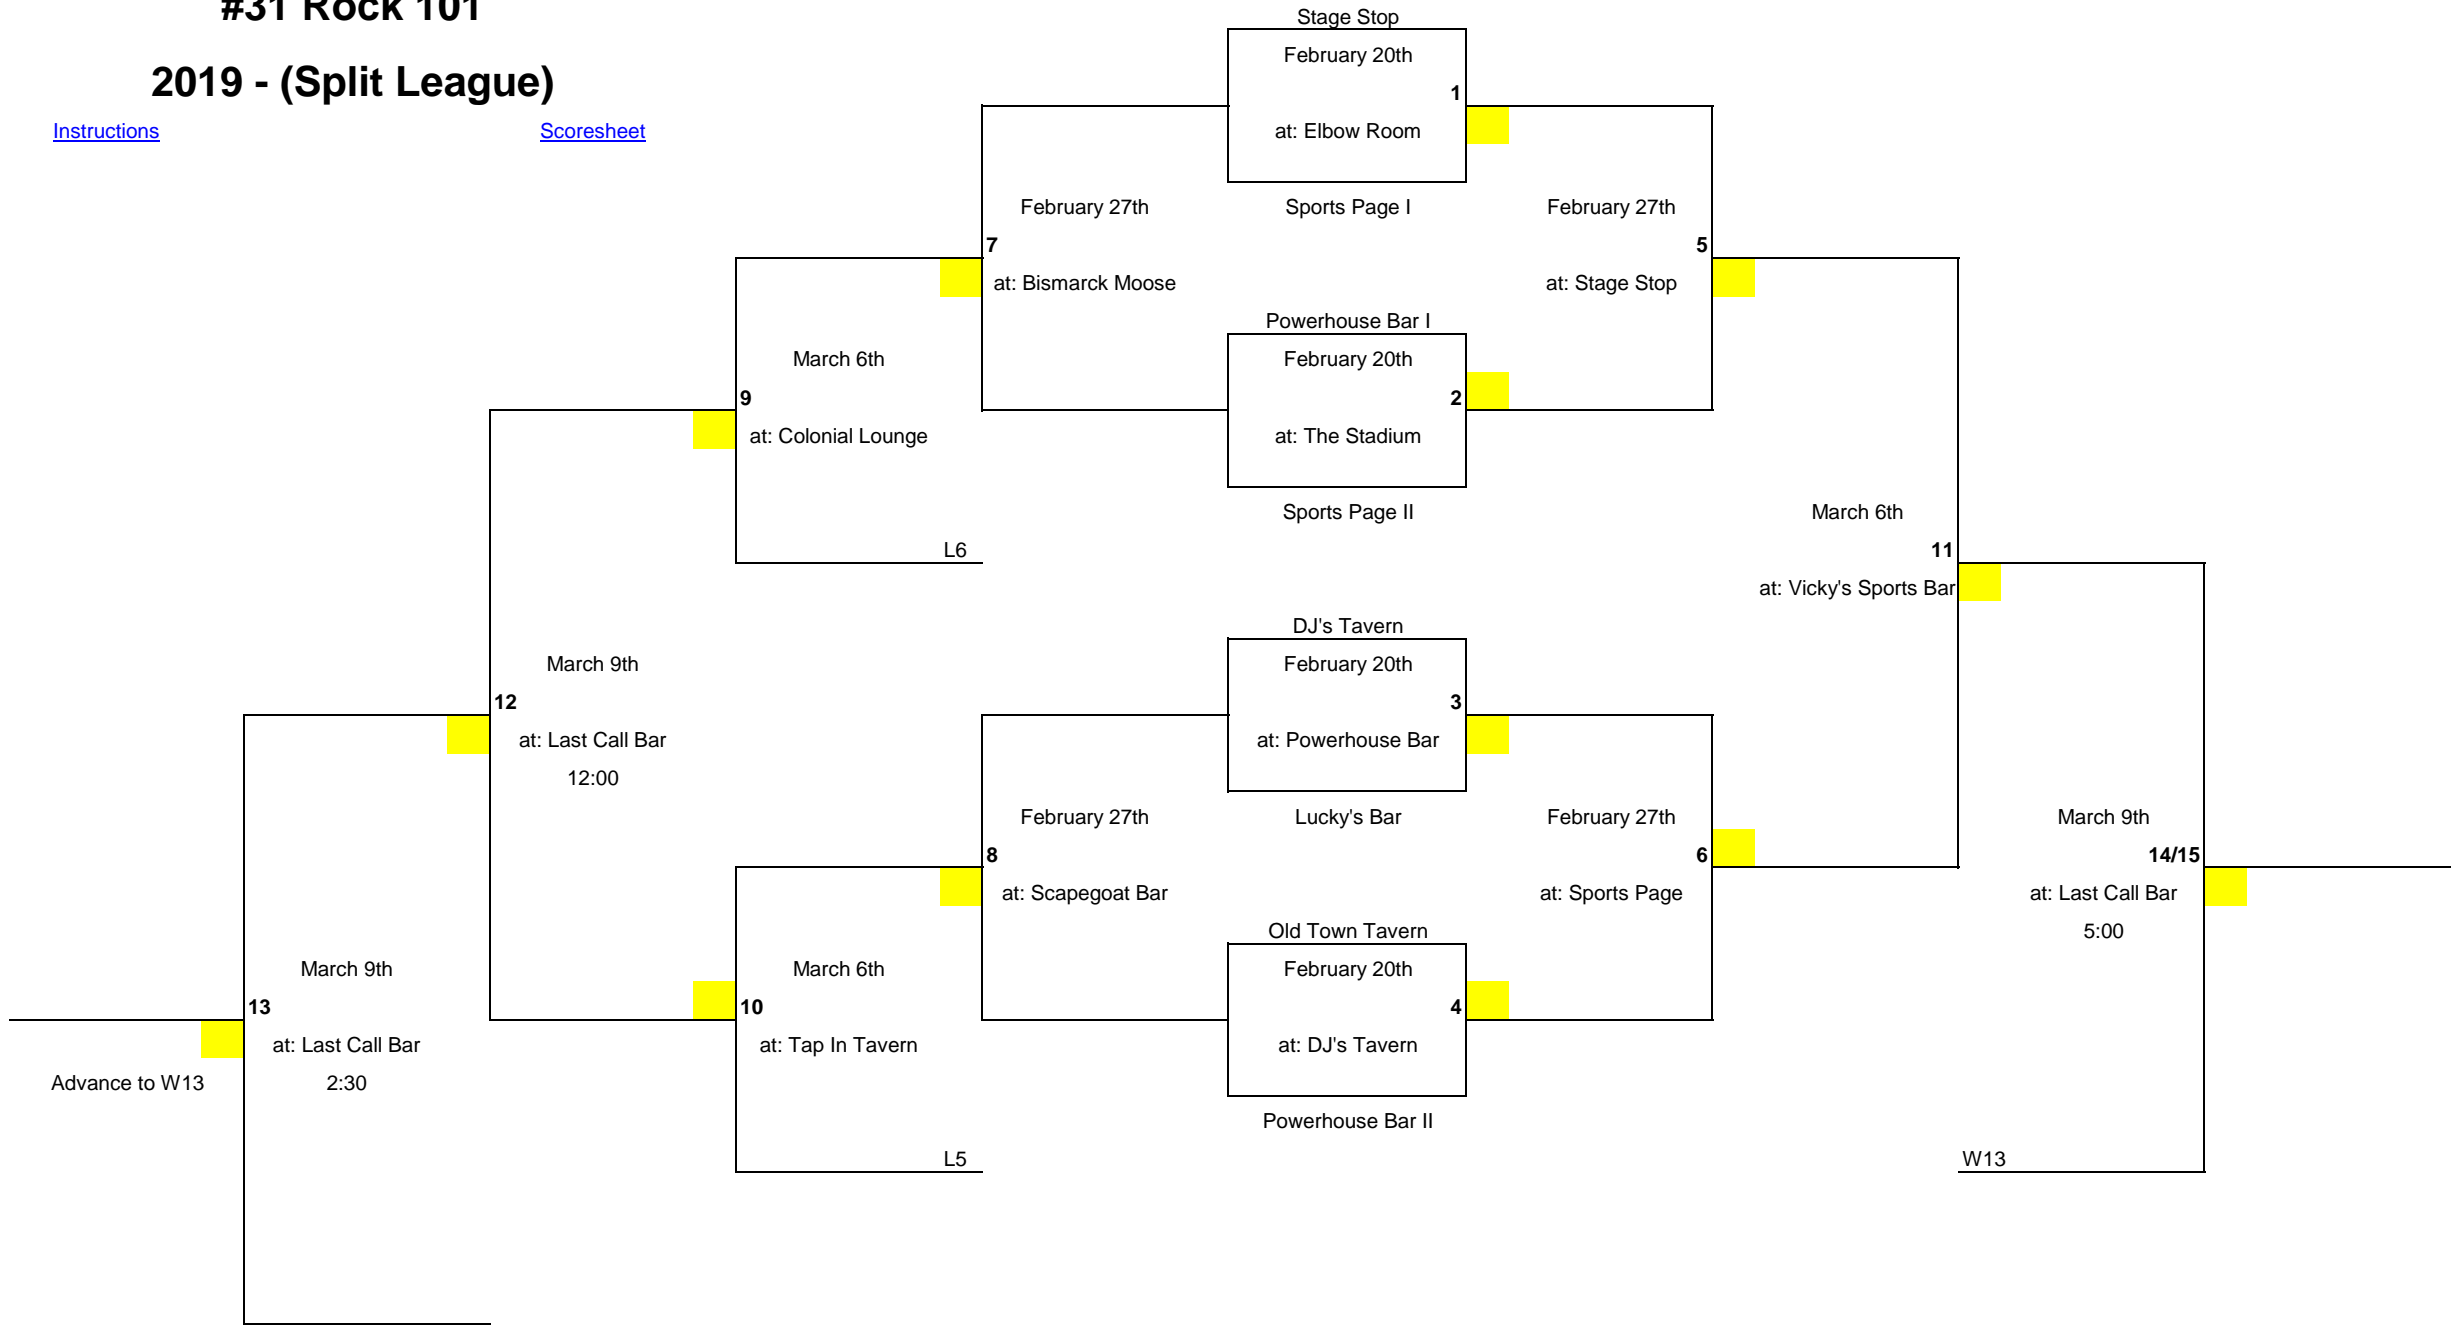 #31 Rock 101
2019 - (Split League)
Instructions
Scoresheet
Stage Stop
February 20th
1
at: Elbow Room
Sports Page I
February 27th
7
at: Bismarck Moose
February 27th
5
at: Stage Stop
Powerhouse Bar I
February 20th
2
at: The Stadium
Sports Page II
March 6th
9
at: Colonial Lounge
L6
March 6th
11
at: Vicky's Sports Bar
DJ's Tavern
February 20th
3
at: Powerhouse Bar
Lucky's Bar
March 9th
12
at: Last Call Bar
12:00
February 27th
8
at: Scapegoat Bar
February 27th
6
at: Sports Page
March 9th
14/15
at: Last Call Bar
5:00
Old Town Tavern
February 20th
4
at: DJ's Tavern
Powerhouse Bar II
March 9th
13
at: Last Call Bar
2:30
Advance to W13
March 6th
10
at: Tap In Tavern
L5
W13